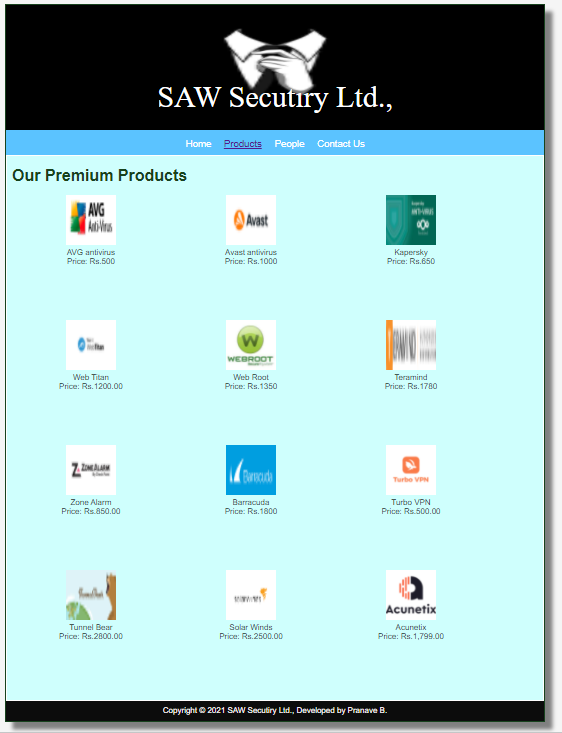 SAW Secutiry Ltd.,
Home Products People Contact Us
Our Premium Products
AVG
Anti-Virus
AVG antivirus
Price: Rs.500
Avast
Avast antivirus
Price: Rs.1000
ANTI-VIRUS
Kapersky
Price: Rs.650
Titan
Web Titan
Price: Rs.1200.00
W
WEBROOT
Web Root
Price: Rs.1350
Teramind
Price: Rs.1780
Z ZONEALARM
Zone Alarm
Price: Rs.850.00
Barracuda
Barracuda
Price: Rs.1800
Turbo VPN
Turbo VPN
Price: Rs.500.00
Tunnel Bear
Price: Rs.2800.00
Solar Winds
Price: Rs.2500.00
Acunetix
Acunetix
Price: Rs.1,799.00
Copyright © 2021 SAW Secutiry Ltd., Developed by Pranave B.